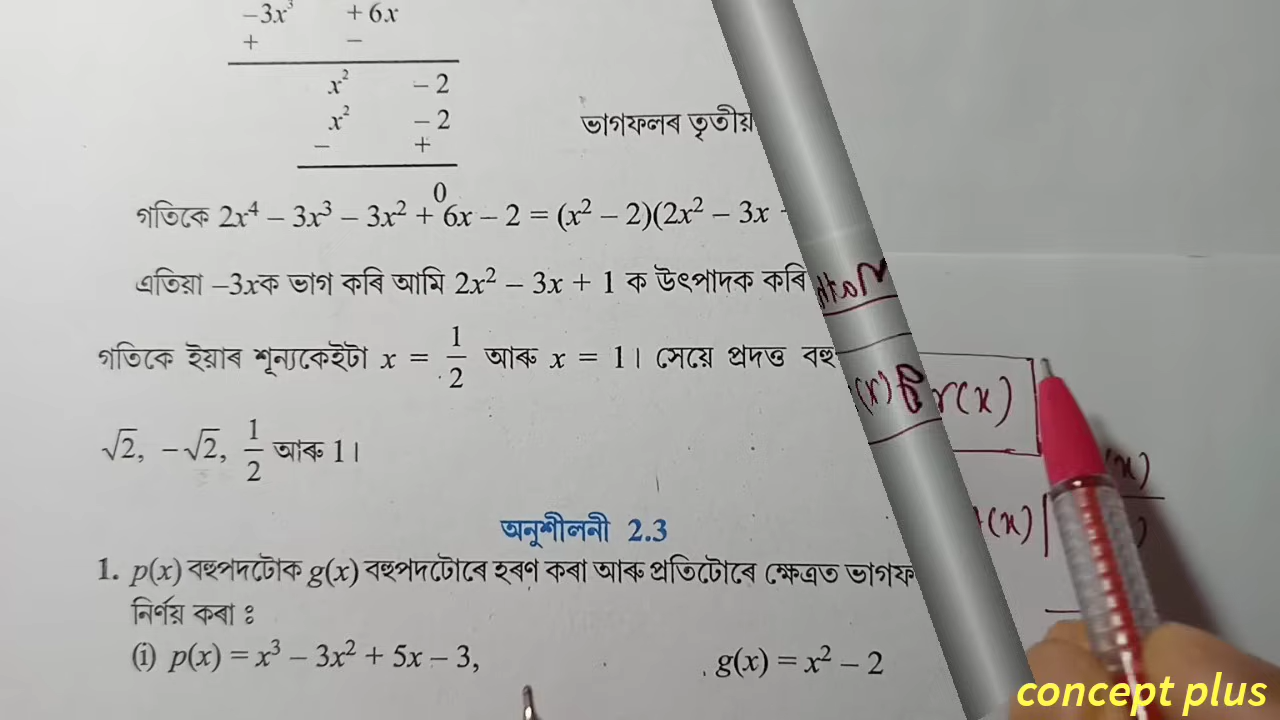 -3x³ + 6x
+ -
x² - 2
x² - 2
- +
0
ভাগফলৰ তৃতীয়
গতিকে 2x⁴ – 3x³ – 3x² + 6x – 2 = (x² – 2)(2x² – 3x
এতিয়া –3xক ভাগ কৰি আমি 2x² – 3x + 1 ক উৎপাদক কৰি
গতিকে ইয়াৰ শূন্যকেইটা x = 1/2 আৰু x = 1। সেয়ে প্ৰদত্ত বহু
√2, –√2, 1/2 আৰু 1।
r(x)
(x)
অনুশীলনী 2.3
1. p(x) বহুপদটোক g(x) বহুপদটোৰে হৰণ কৰা আৰু প্ৰতিটোৰে ক্ষেত্ৰত ভাগফ
নিৰ্ণয় কৰা ঃ
(i) p(x) = x³ – 3x² + 5x – 3, g(x) = x² – 2
concept plus